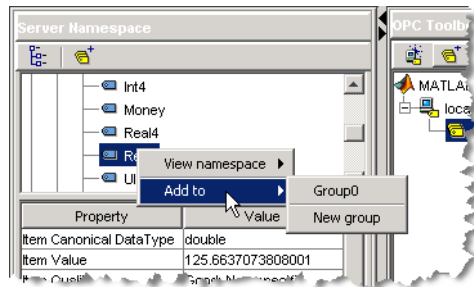 Server Namespace
OPC Toolb
Int4
Money
MATLA
Real4
loca
Re
View namespace
UI
Add to
Group0
New group
Property Value
Item Canonical DataType double
Item Value 125.6637073808001